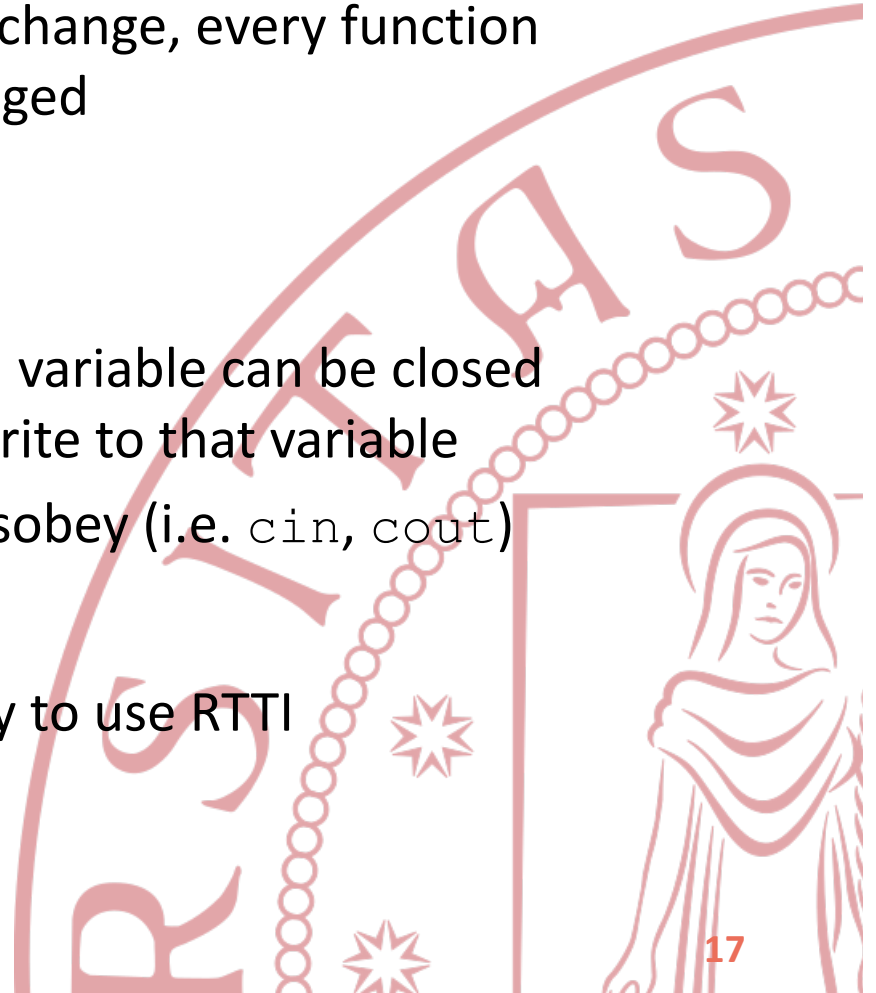 change, every function
ged
variable can be closed
rite to that variable
sobey (i.e. cin, cout)
y to use RTTI
RSITAS
17